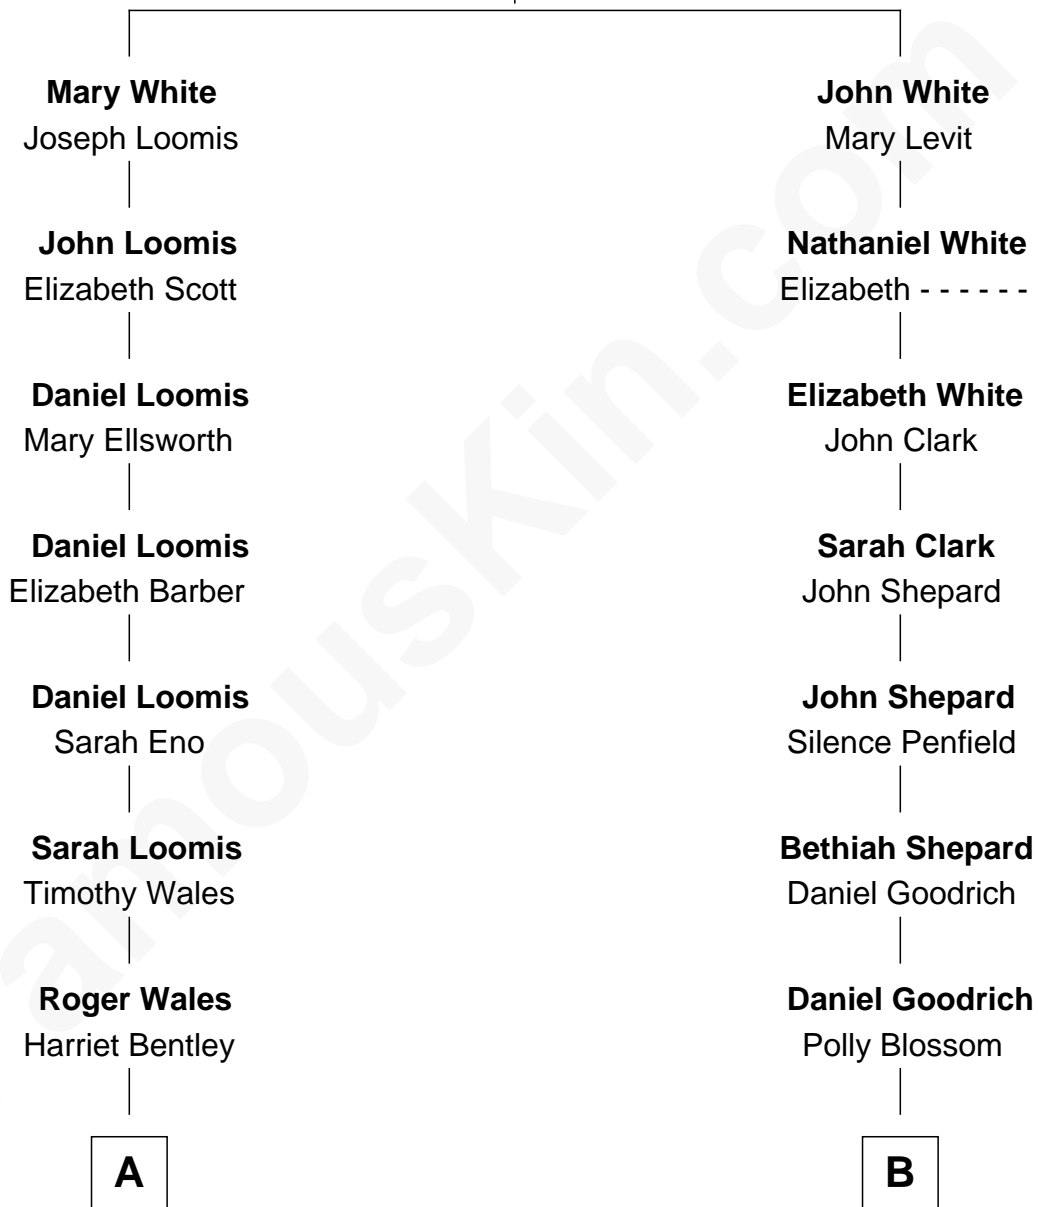 Mary White
Joseph Loomis
John Loomis
Elizabeth Scott
Daniel Loomis
Mary Ellsworth
Daniel Loomis
Elizabeth Barber
Daniel Loomis
Sarah Eno
Sarah Loomis
Timothy Wales
Roger Wales
Harriet Bentley
A
John White
Mary Levit
Nathaniel White
Elizabeth - - - - - -
Elizabeth White
John Clark
Sarah Clark
John Shepard
John Shepard
Silence Penfield
Bethiah Shepard
Daniel Goodrich
Daniel Goodrich
Polly Blossom
B
amousKin.com